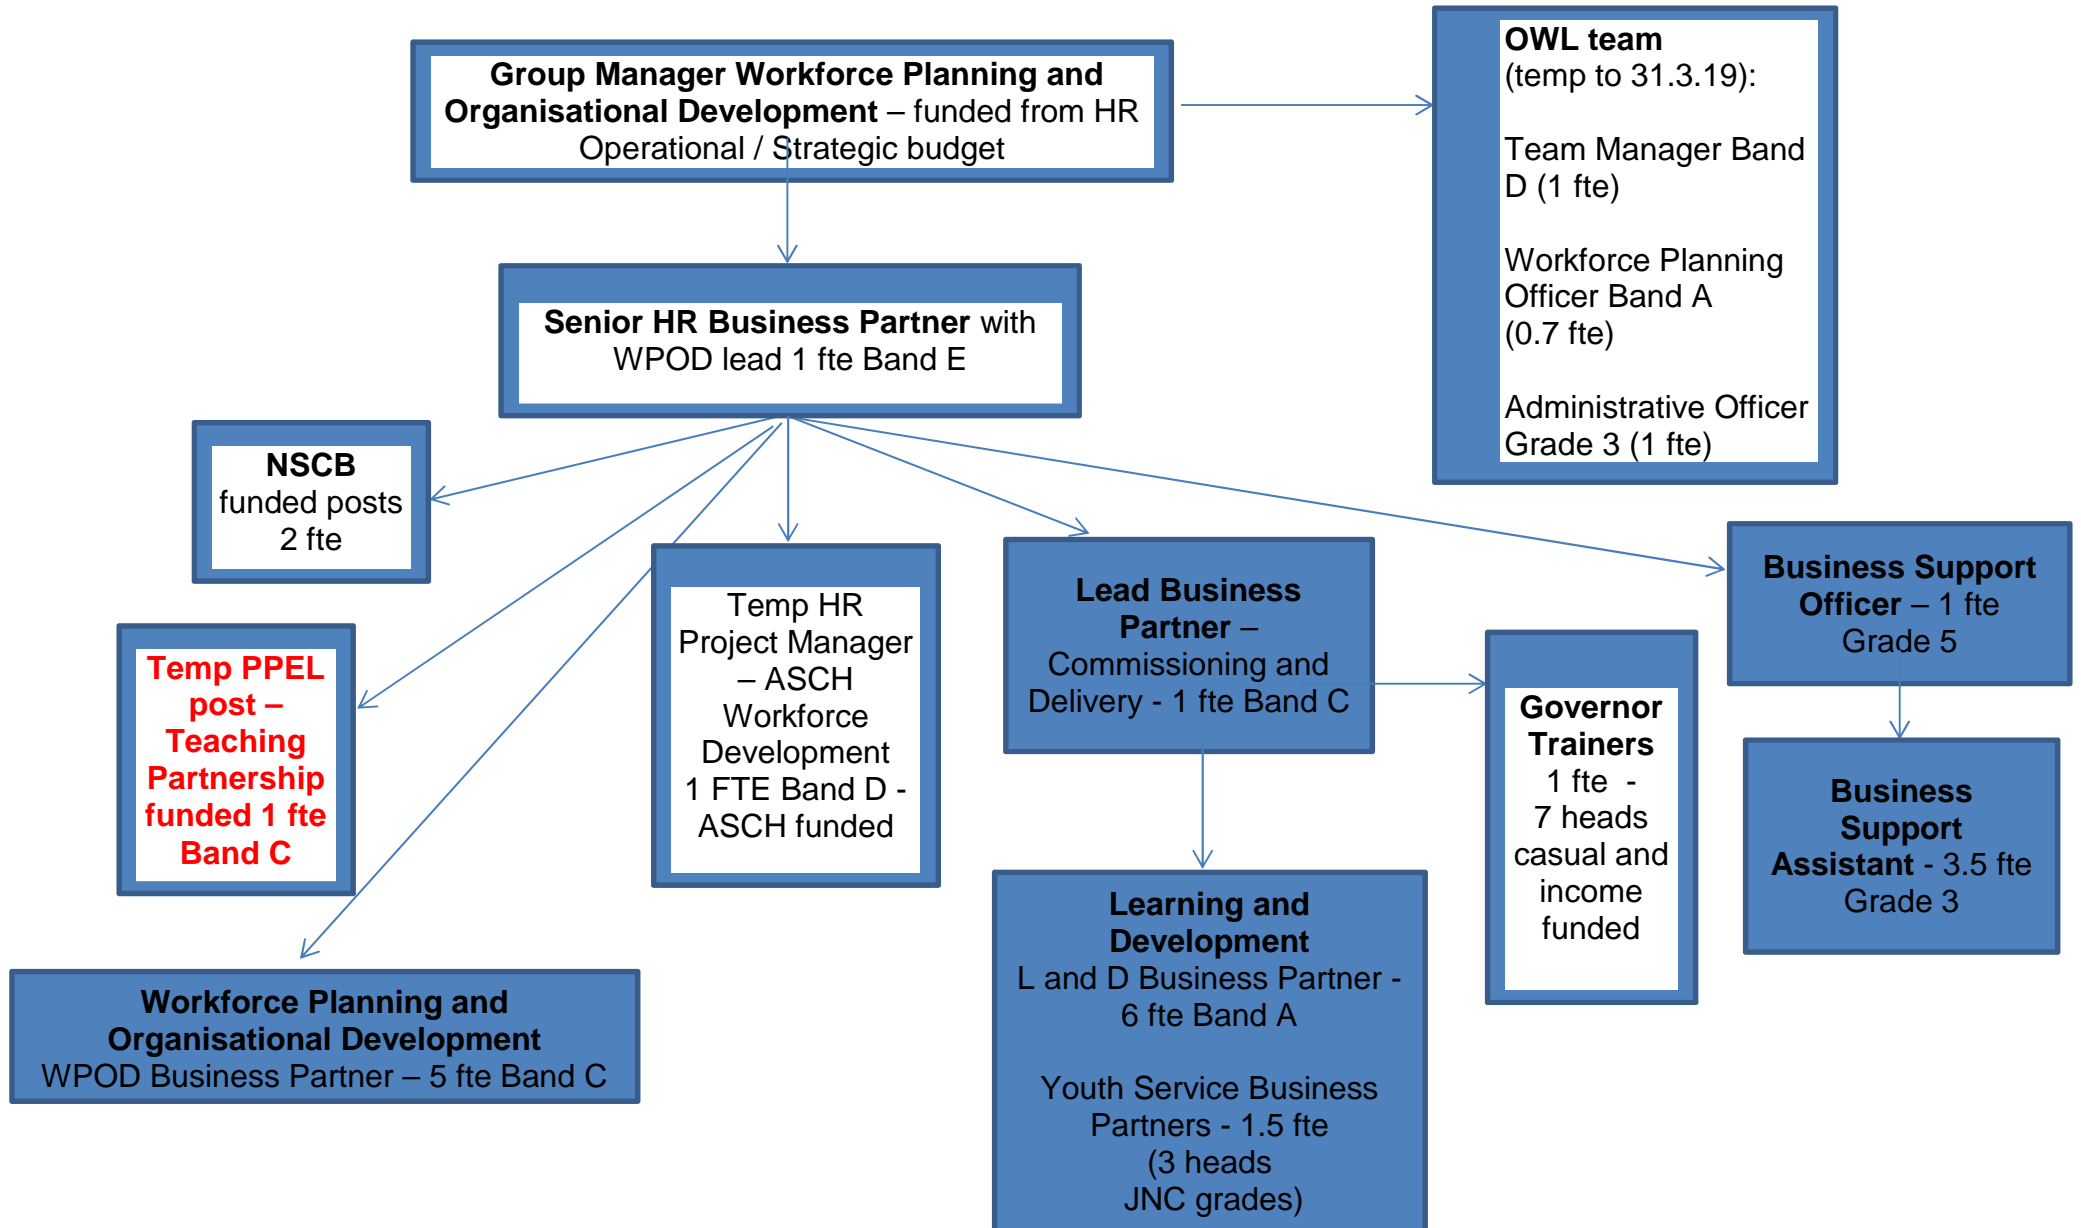 Group Manager Workforce Planning and
Organisational Development – funded from HR
Operational / Strategic budget
OWL team
(temp to 31.3.19):
Team Manager Band
D (1 fte)
Workforce Planning
Officer Band A
(0.7 fte)
Administrative Officer
Grade 3 (1 fte)
Senior HR Business Partner with
WPOD lead 1 fte Band E
NSCB
funded posts
2 fte
Temp PPEL
post –
Teaching
Partnership
funded 1 fte
Band C
Temp HR
Project Manager
– ASCH
Workforce
Development
1 FTE Band D -
ASCH funded
Lead Business
Partner –
Commissioning and
Delivery - 1 fte Band C
Governor
Trainers
1 fte  -
7 heads
casual and
income
funded
Business Support
Officer – 1 fte
Grade 5
Business
Support
Assistant - 3.5 fte
Grade 3
Workforce Planning and
Organisational Development
WPOD Business Partner – 5 fte Band C
Learning and
Development
L and D Business Partner -
6 fte Band A
Youth Service Business
Partners - 1.5 fte
(3 heads
JNC grades)